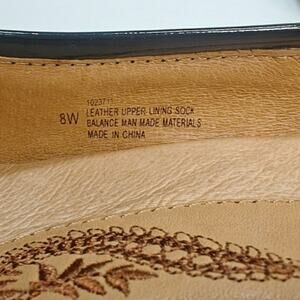 1023711
8W
LEATHER UPPER-LINING SOCK
BALANCE MAN MADE MATERIALS
MADE IN CHINA